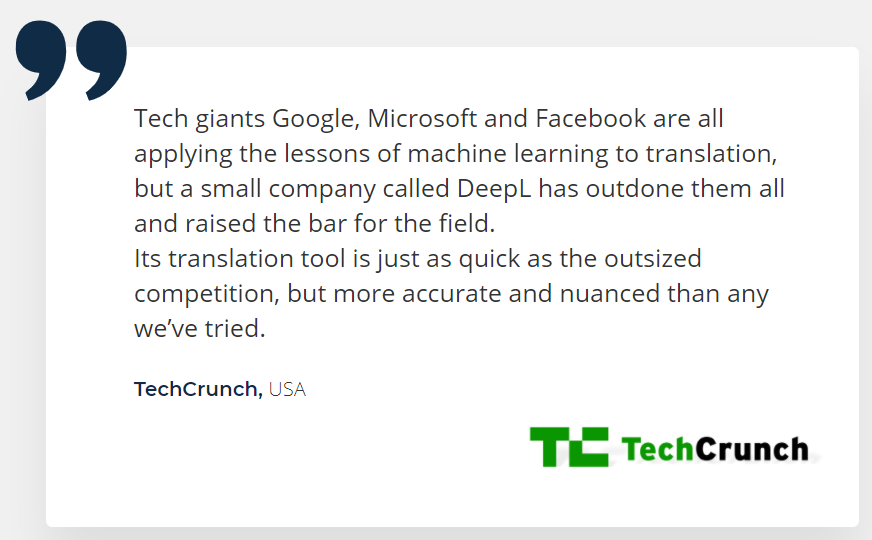 Tech giants Google, Microsoft and Facebook are all
applying the lessons of machine learning to translation,
but a small company called DeepL has outdone them all
and raised the bar for the field.
Its translation tool is just as quick as the outsized
competition, but more accurate and nuanced than any
we’ve tried.
TechCrunch, USA
TC TechCrunch